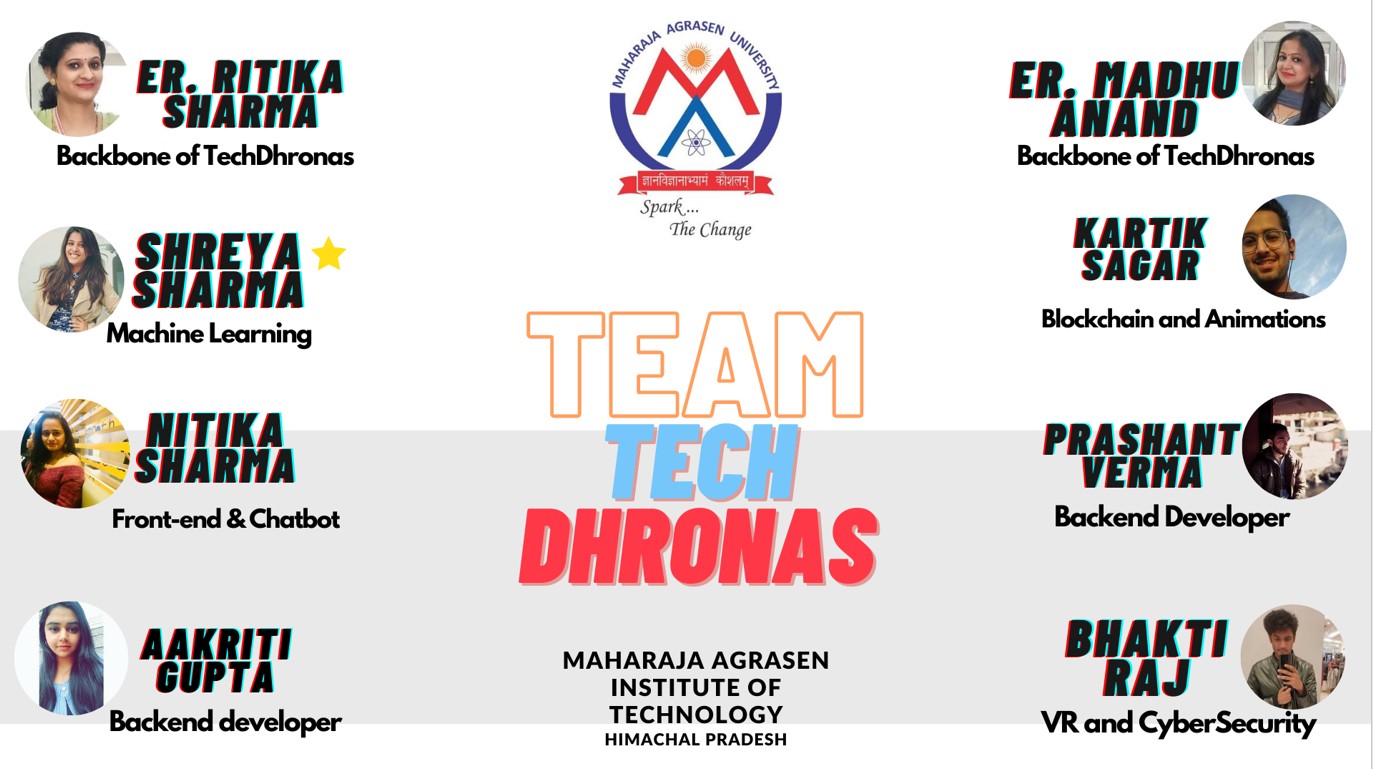 MAHARAJA AGRASEN UNIVERSITY
ज्ञानविज्ञानाभ्यामं कौशलम्
Spark ...
The Change
ER. RITIKA
SHARMA
Backbone of TechDhronas
SHREYA
SHARMA
Machine Learning
NITIKA
SHARMA
Front-end & Chatbot
AAKRITI
GUPTA
Backend developer
TEAM
TECH
DHRONAS
MAHARAJA AGRASEN
INSTITUTE OF
TECHNOLOGY
HIMACHAL PRADESH
ER. MADHU
ANAND
Backbone of TechDhronas
KARTIK
SAGAR
Blockchain and Animations
PRASHANT
VERMA
Backend Developer
BHAKTI
RAJ
VR and CyberSecurity